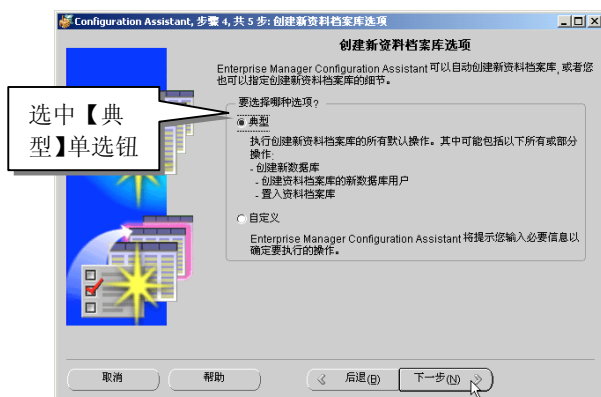 Configuration Assistant, 步骤 4, 共 5 步: 创建新资料档案库选项
创建新资料档案库选项
Enterprise Manager Configuration Assistant 可以自动创建新资料档案库, 或者您
也可以指定创建新资料档案库的细节。
要选择哪种选项?
选中【典
型】单选钮
典型
执行创建新资料档案库的所有默认操作。其中可能包括以下所有或部分
操作:
- 创建新数据库
- 创建资料档案库的新数据库用户
- 置入资料档案库
自定义
Enterprise Manager Configuration Assistant 将提示您输入必要信息以
确定要执行的操作。
取消
帮助
后退(B)
下一步(N)